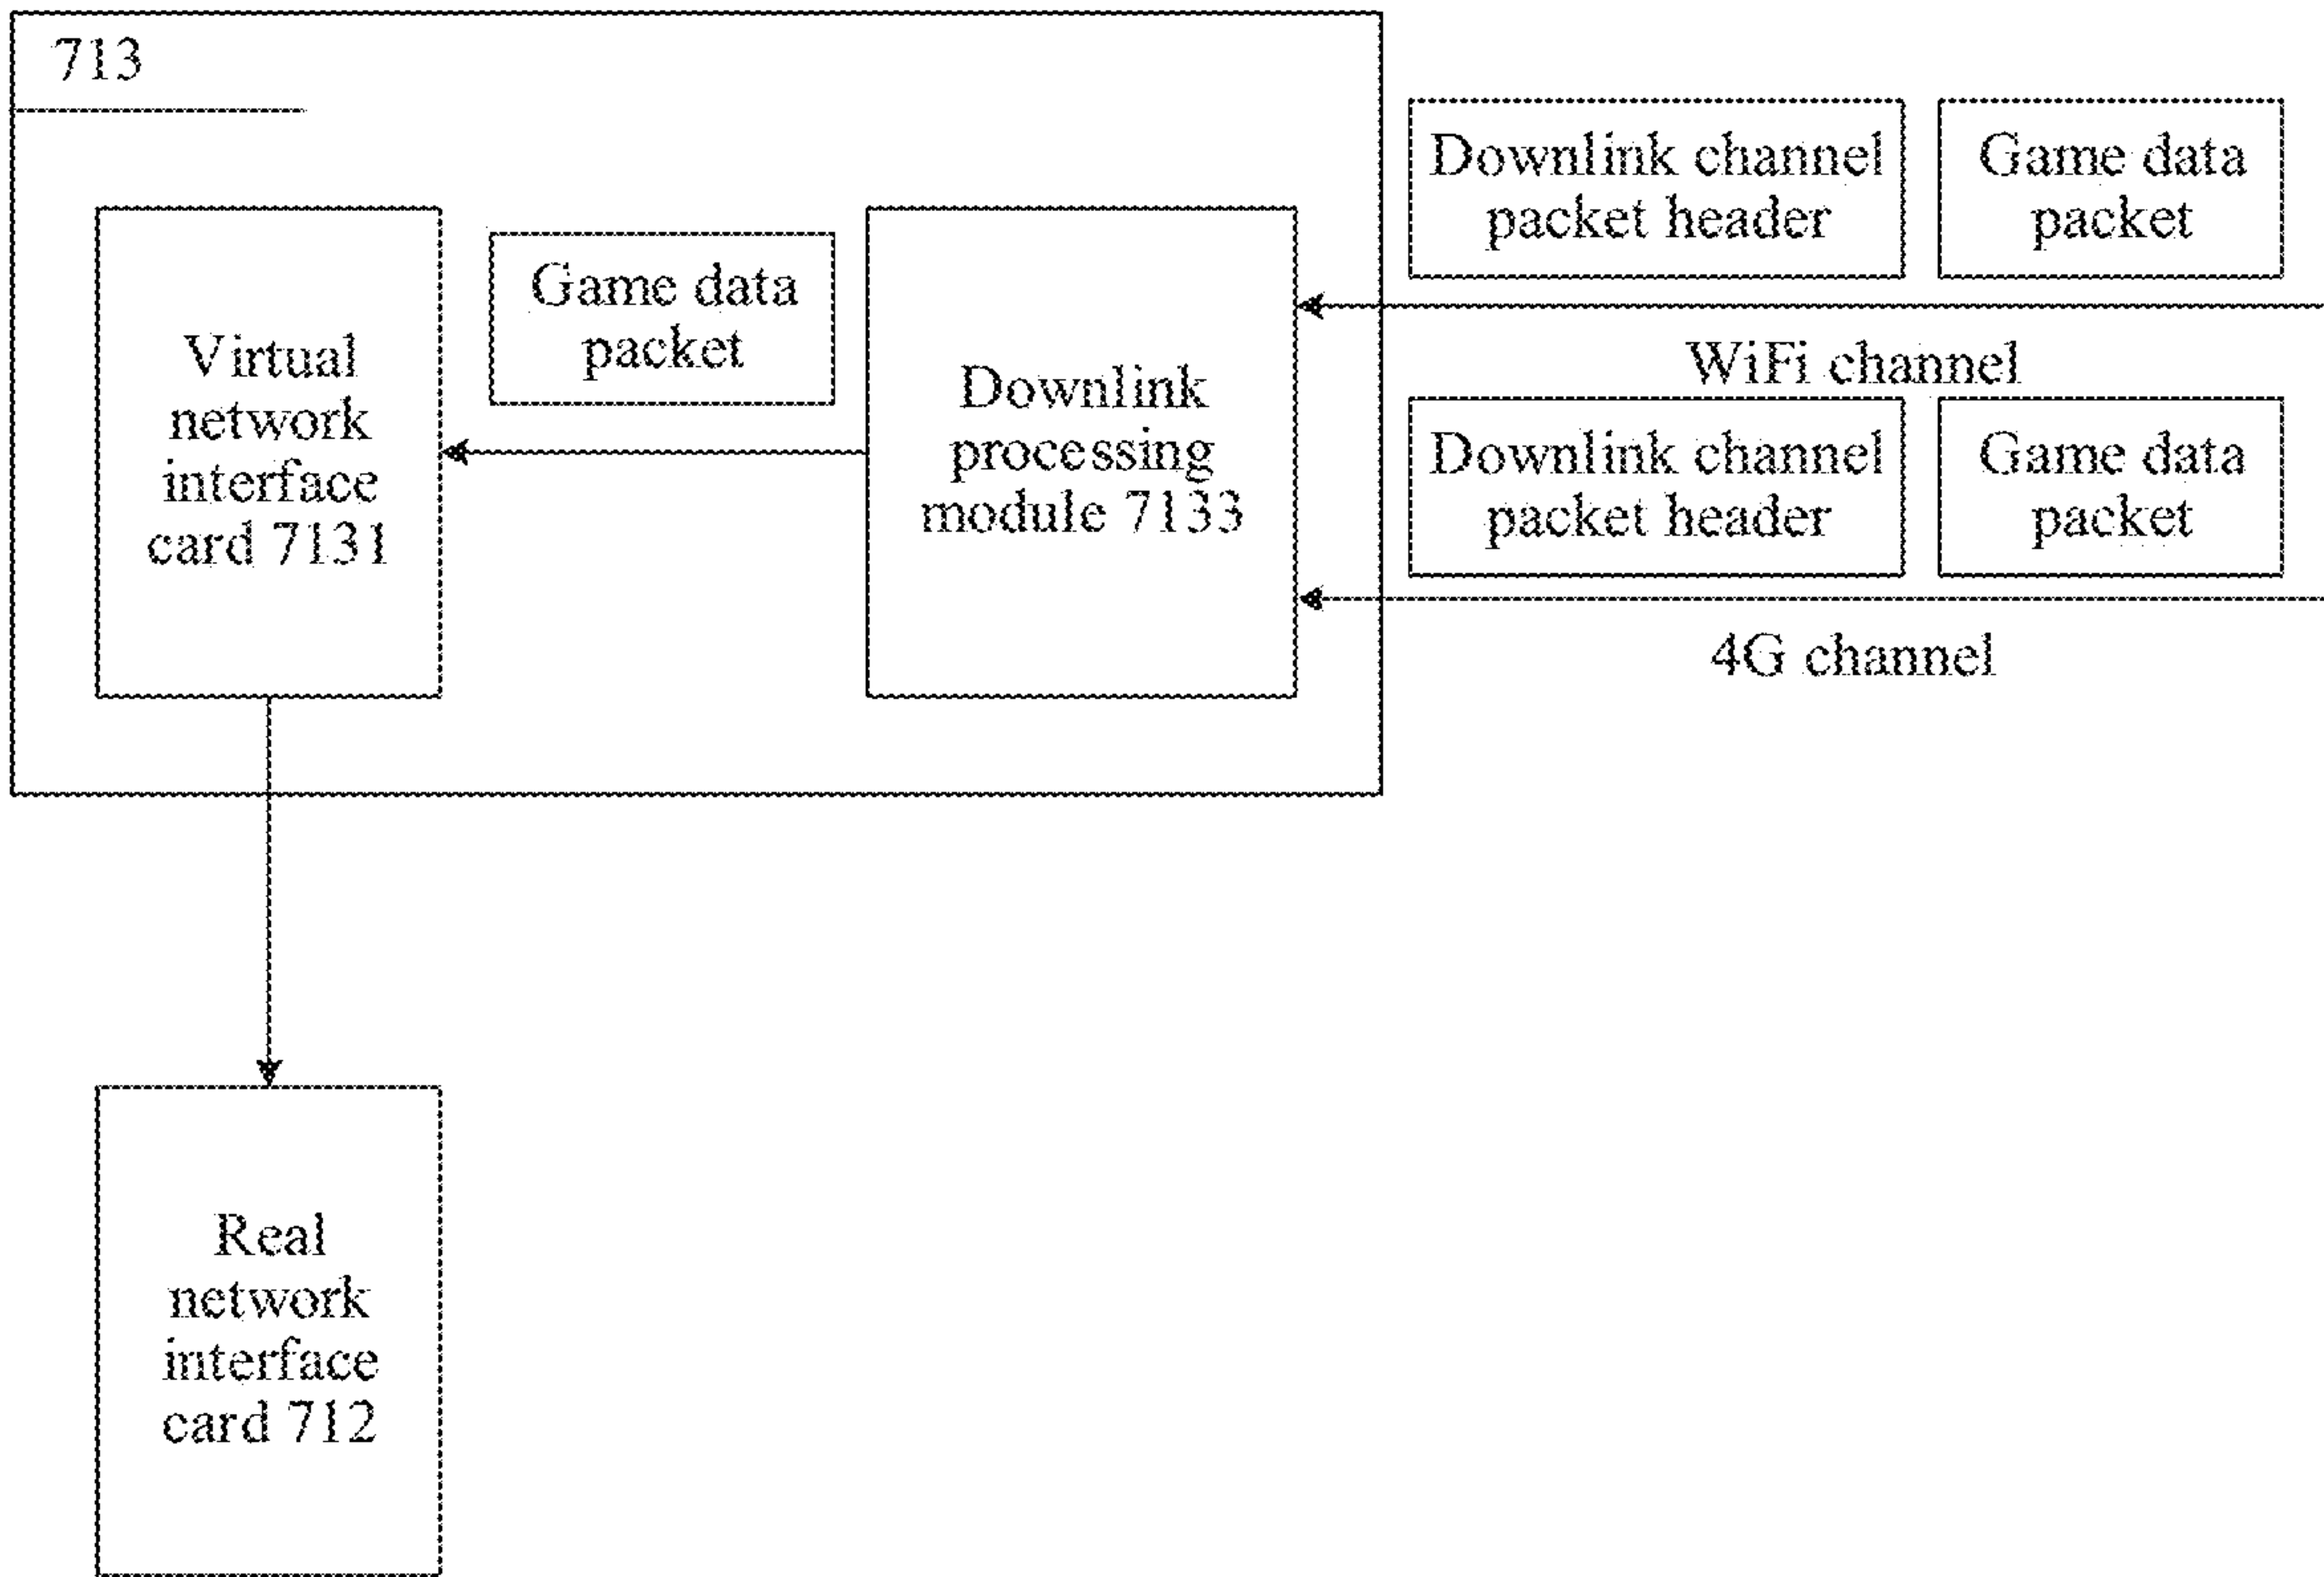 713
Downlink channel
packet header
Game data
packet
Virtual
network
interface
card 7131
Game data
packet
Downlink
processing
module 7133
WiFi channel
Downlink channel
packet header
Game data
packet
4G channel
Real
network
interface
card 712